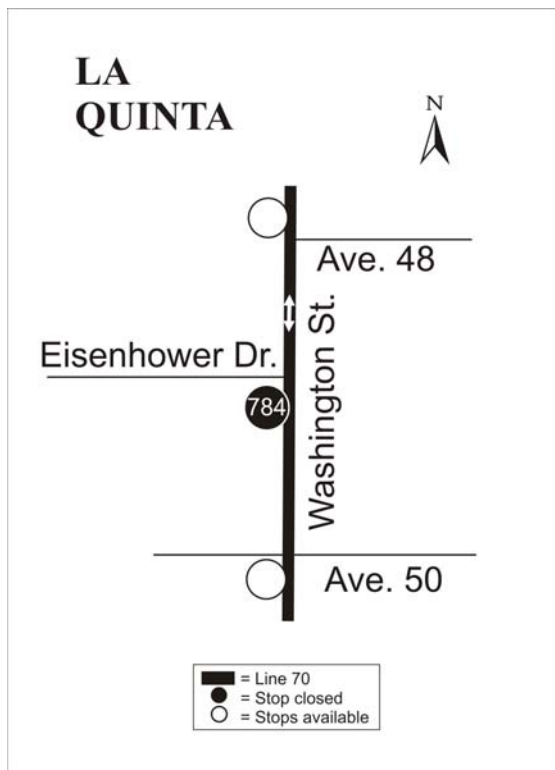 LA
QUINTA
N
Ave. 48
Washington St.
Eisenhower Dr.
784
Ave. 50
= Line 70
= Stop closed
= Stops available